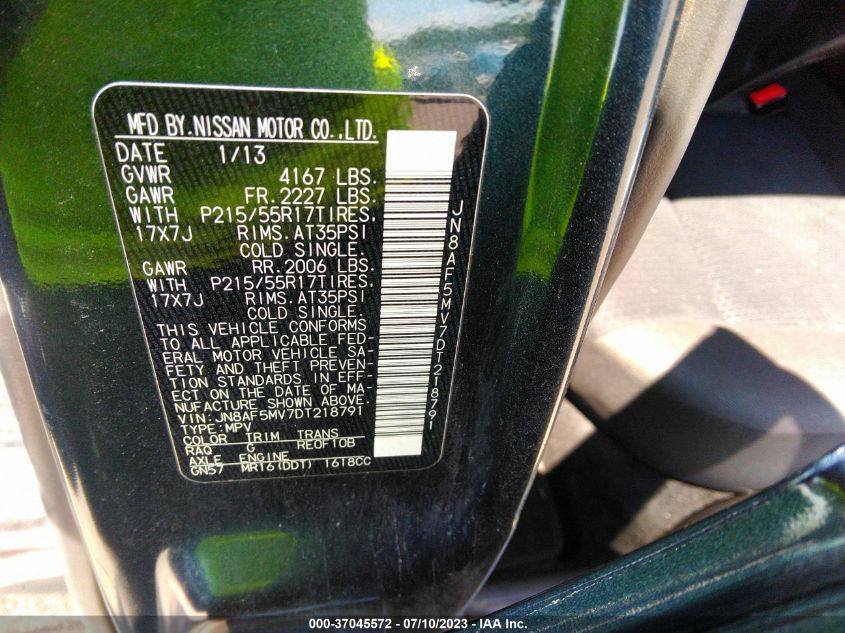 MFD BY.NISSAN MOTOR CO.,LTD.
DATE 1/13
GVWR 4167 LBS.
GAWR FR.2227 LBS.
WITH P215/55R17TIRES.
17X7J RIMS.AT35PSI
COLD SINGLE.
GAWR RR.2006 LBS.
WITH P215/55R17TIRES.
17X7J RIMS.AT35PSI
COLD SINGLE.
THIS VEHICLE CONFORMS
TO ALL APPLICABLE FED-
ERAL MOTOR VEHICLE SA-
FETY AND THEFT PREVEN-
TION STANDARDS IN EFF-
ECT ON THE DATE OF MA-
NUFACTURE SHOWN ABOVE.
VIN:JN8AF5MV7DT218791
TYPE:MPV
COLOR TRIM TRANS
RAQ G RE0F10B
AXLE ENGINE
GN57 MR16(DDT) 1618CC
JN8AF5MV7DT218791
000-37045572 / 07/10/2023 - © IAA Inc.